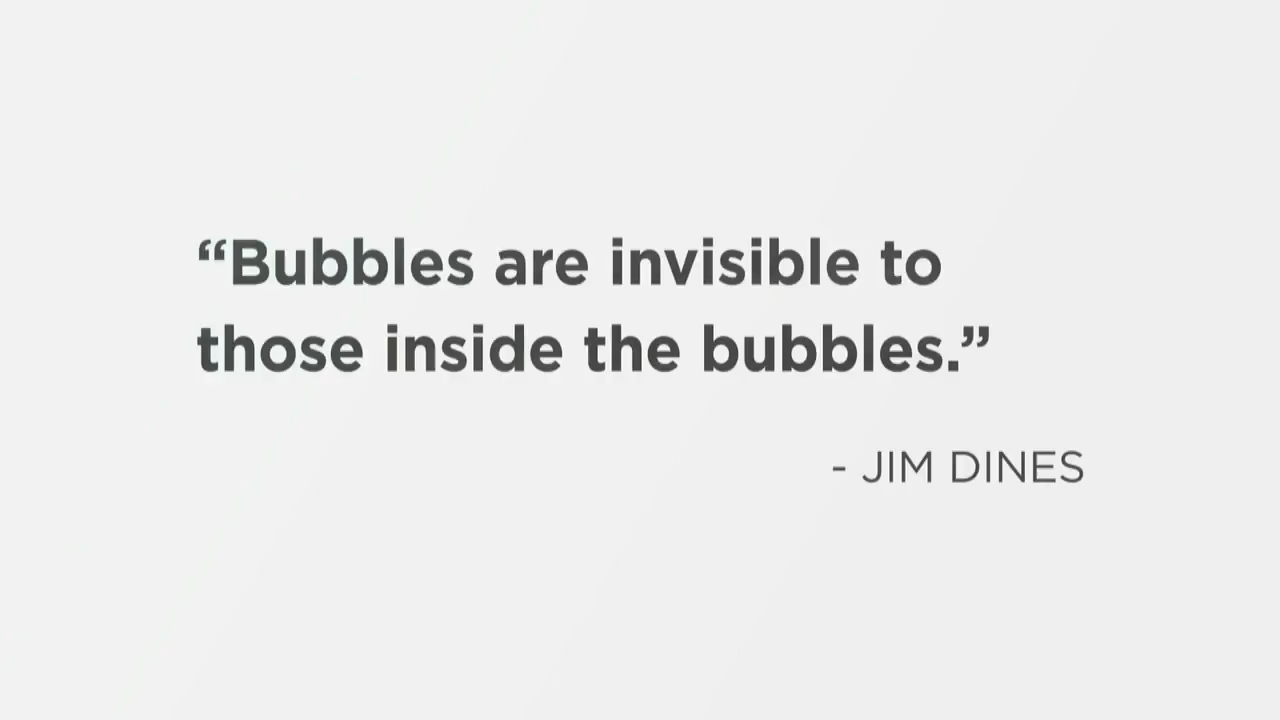 “Bubbles are invisible to
those inside the bubbles.”
- JIM DINES